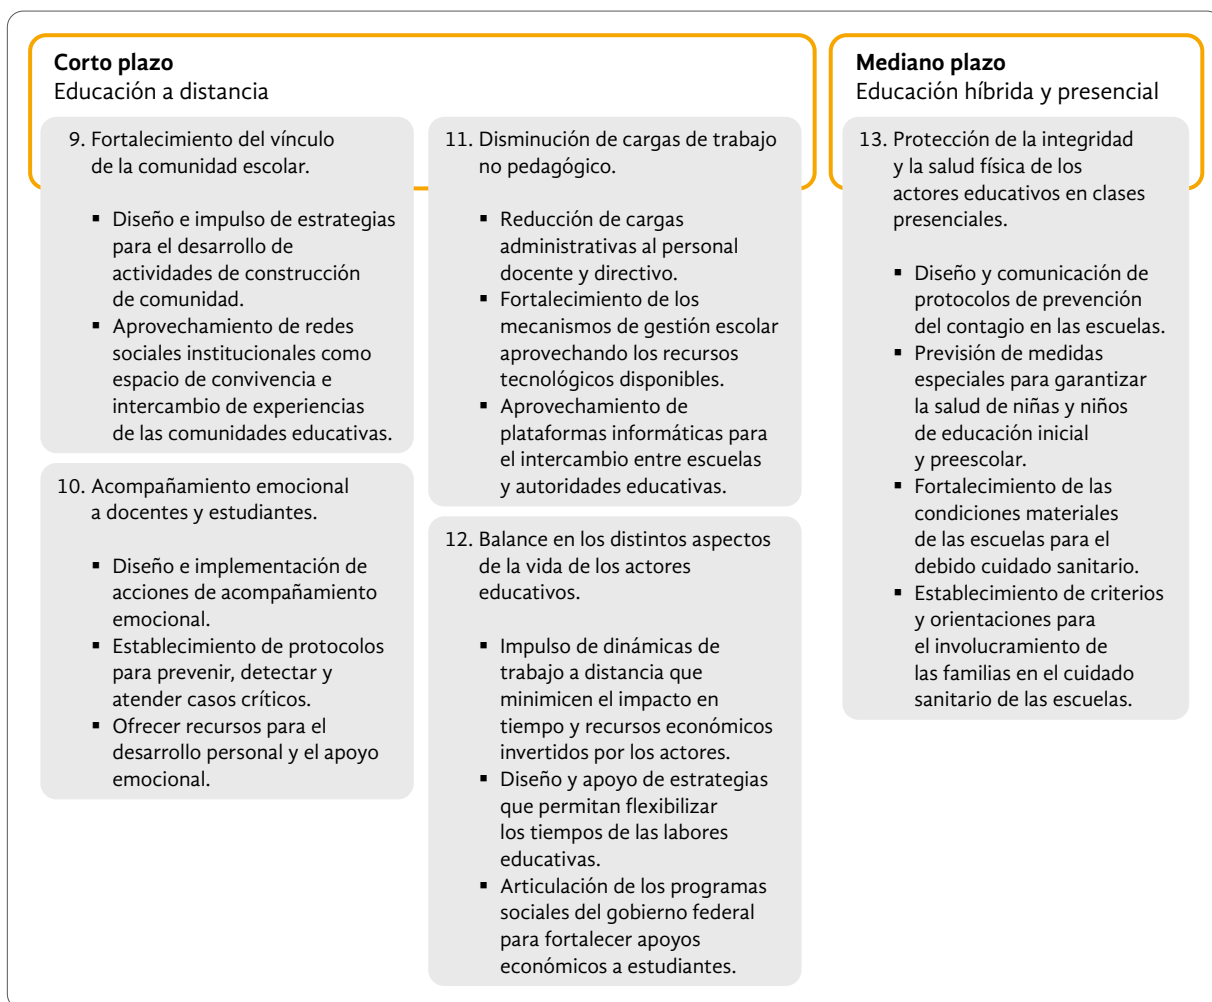 Corto plazo
Educación a distancia
9. Fortalecimiento del vínculo
de la comunidad escolar.
▪ Diseño e impulso de estrategias
para el desarrollo de
actividades de construcción
de comunidad.
▪ Aprovechamiento de redes
sociales institucionales como
espacio de convivencia e
intercambio de experiencias
de las comunidades educativas.
10. Acompañamiento emocional
a docentes y estudiantes.
▪ Diseño e implementación de
acciones de acompañamiento
emocional.
▪ Establecimiento de protocolos
para prevenir, detectar y
atender casos críticos.
▪ Ofrecer recursos para el
desarrollo personal y el apoyo
emocional.
11. Disminución de cargas de trabajo
no pedagógico.
▪ Reducción de cargas
administrativas al personal
docente y directivo.
▪ Fortalecimiento de los
mecanismos de gestión escolar
aprovechando los recursos
tecnológicos disponibles.
▪ Aprovechamiento de
plataformas informáticas para
el intercambio entre escuelas
y autoridades educativas.
12. Balance en los distintos aspectos
de la vida de los actores
educativos.
▪ Impulso de dinámicas de
trabajo a distancia que
minimicen el impacto en
tiempo y recursos económicos
invertidos por los actores.
▪ Diseño y apoyo de estrategias
que permitan flexibilizar
los tiempos de las labores
educativas.
▪ Articulación de los programas
sociales del gobierno federal
para fortalecer apoyos
económicos a estudiantes.
Mediano plazo
Educación híbrida y presencial
13. Protección de la integridad
y la salud física de los
actores educativos en clases
presenciales.
▪ Diseño y comunicación de
protocolos de prevención
del contagio en las escuelas.
▪ Previsión de medidas
especiales para garantizar
la salud de niñas y niños
de educación inicial
y preescolar.
▪ Fortalecimiento de las
condiciones materiales
de las escuelas para el
debido cuidado sanitario.
▪ Establecimiento de criterios
y orientaciones para
el involucramiento de
las familias en el cuidado
sanitario de las escuelas.